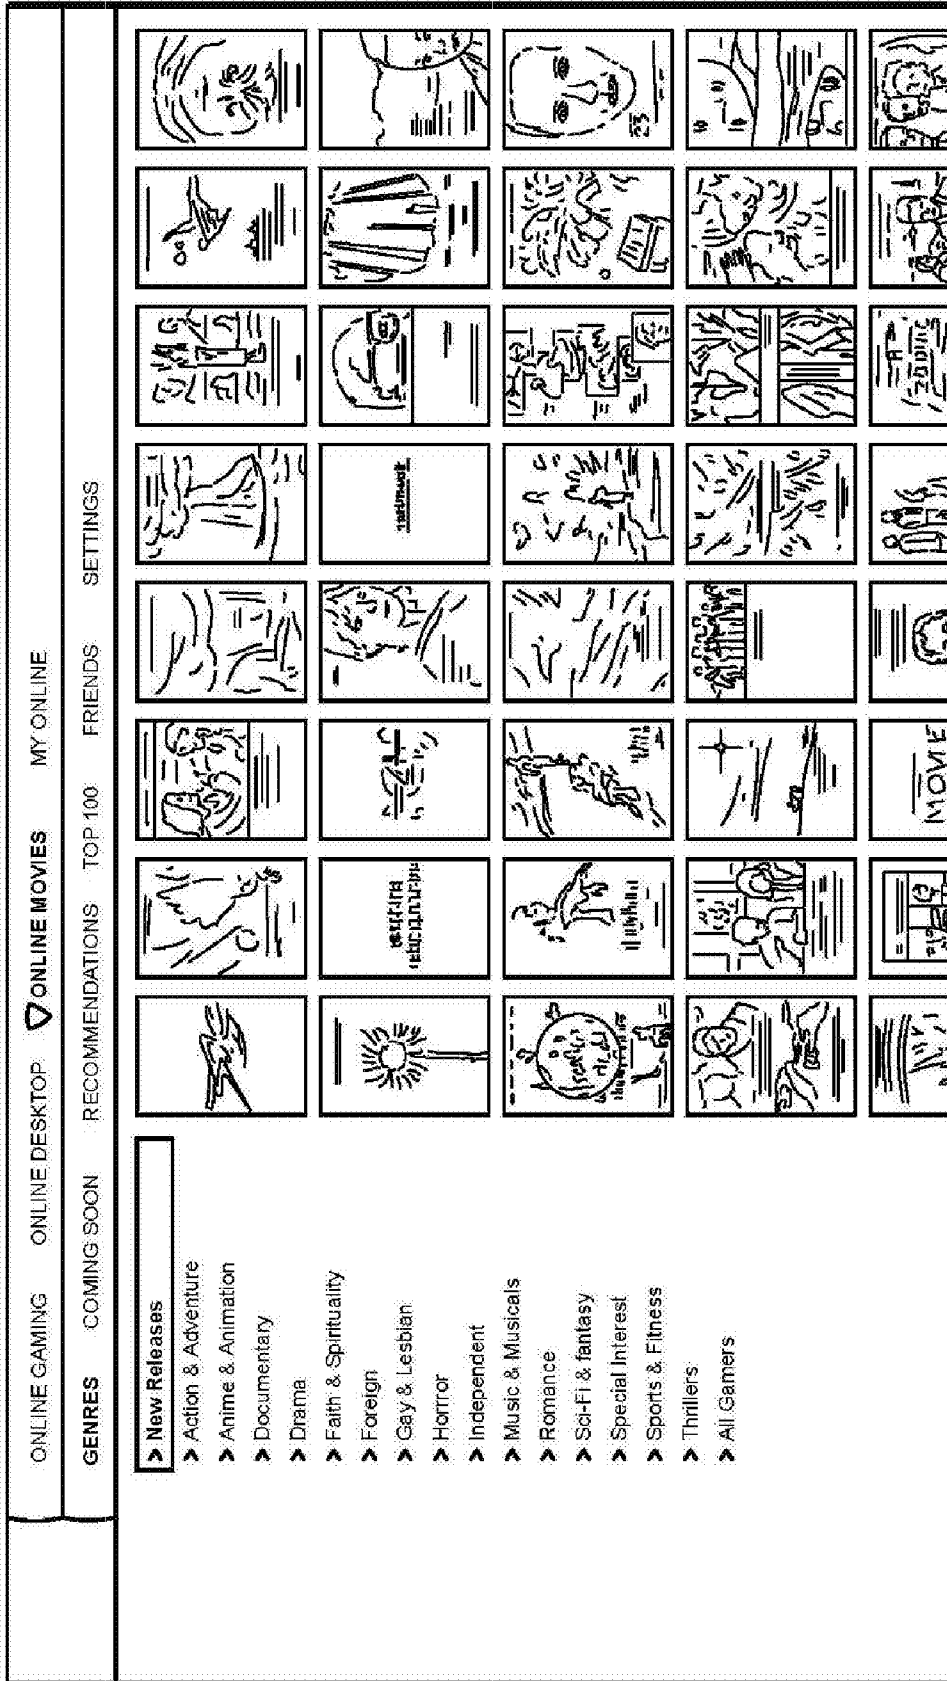 ONLINE GAMING ONLINE DESKTOP ONLINE MOVIES MY ONLINE
GENRES COMING SOON RECOMMENDATIONS TOP 100 FRIENDS SETTINGS
> New Releases
> Action & Adventure
> Anime & Animation
> Documentary
> Drama
> Faith & Spirituality
> Foreign
> Gay & Lesbian
> Horrror
> Independent
> Music & Musicals
> Romance
> Sci-Fi & fantasy
> Special Interest
> Sports & Fitness
> Thrillers
> All Gamers
23
MOVIE